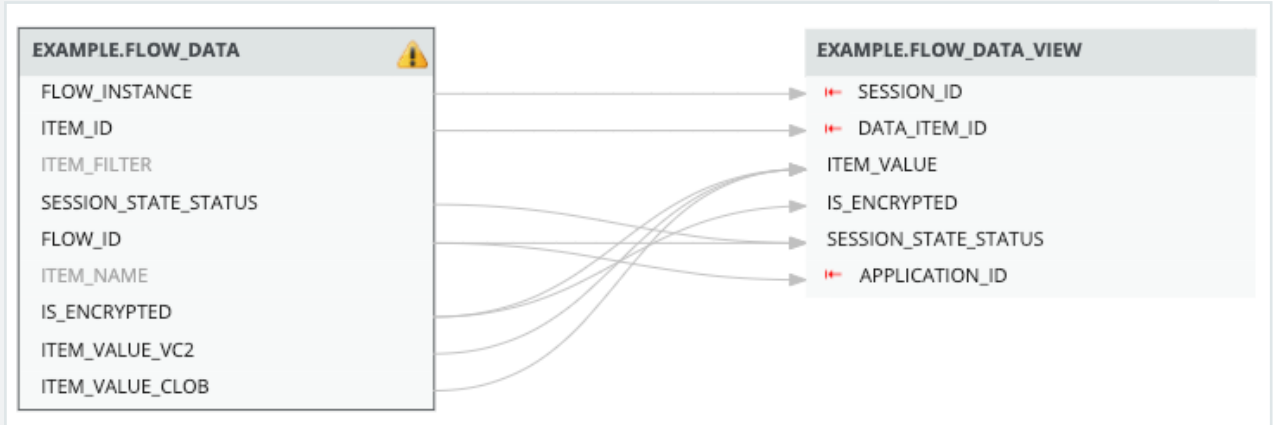 EXAMPLE.FLOW_DATA
FLOW_INSTANCE
ITEM_ID
ITEM_FILTER
SESSION_STATE_STATUS
FLOW_ID
ITEM_NAME
IS_ENCRYPTED
ITEM_VALUE_VC2
ITEM_VALUE_CLOB
EXAMPLE.FLOW_DATA_VIEW
SESSION_ID
DATA_ITEM_ID
ITEM_VALUE
IS_ENCRYPTED
SESSION_STATE_STATUS
APPLICATION_ID